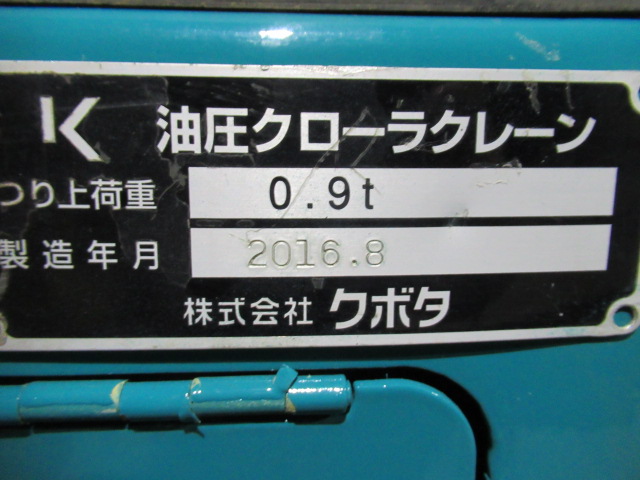 K 油圧クローラクレーン
つり上荷重 0.9t
製造年月 2016.8
株式会社 クボタ